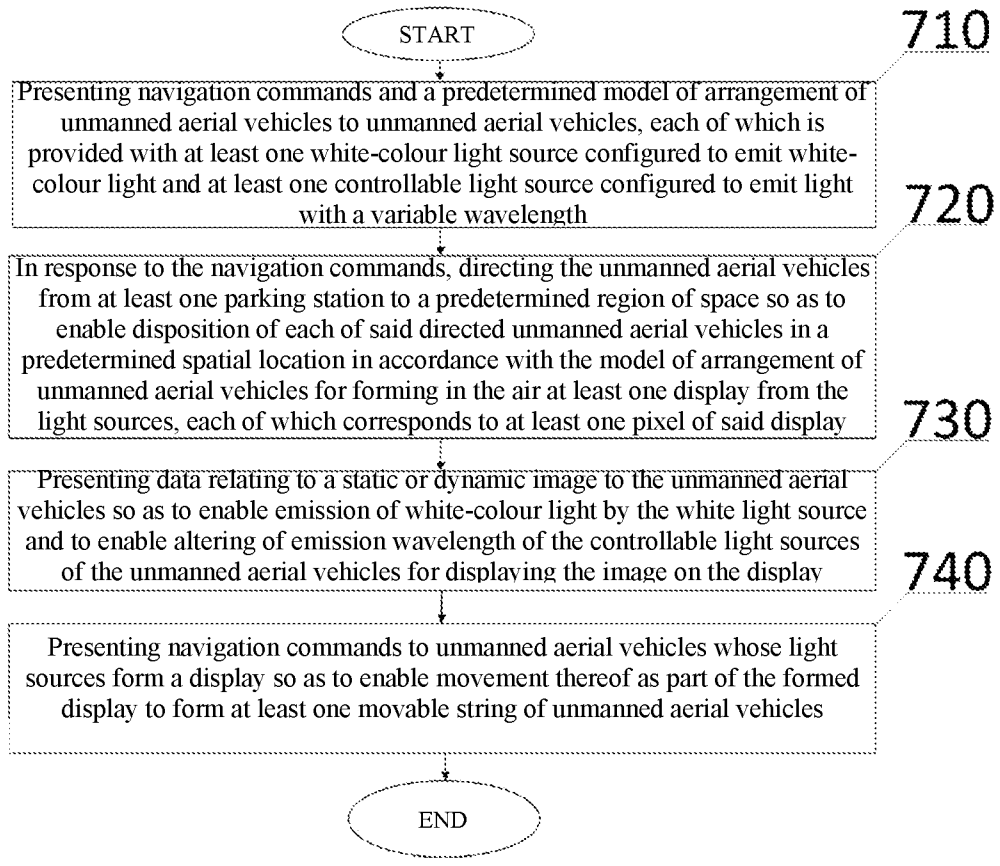 START
710
Presenting navigation commands and a predetermined model of arrangement of
unmanned aerial vehicles to unmanned aerial vehicles, each of which is
provided with at least one white-colour light source configured to emit white-
colour light and at least one controllable light source configured to emit light
with a variable wavelength
720
In response to the navigation commands, directing the unmanned aerial vehicles
from at least one parking station to a predetermined region of space so as to
enable disposition of each of said directed unmanned aerial vehicles in a
predetermined spatial location in accordance with the model of arrangement of
unmanned aerial vehicles for forming in the air at least one display from the
light sources, each of which corresponds to at least one pixel of said display
730
Presenting data relating to a static or dynamic image to the unmanned aerial
vehicles so as to enable emission of white-colour light by the white light source
and to enable altering of emission wavelength of the controllable light sources
of the unmanned aerial vehicles for displaying the image on the display
740
Presenting navigation commands to unmanned aerial vehicles whose light
sources form a display so as to enable movement thereof as part of the formed
display to form at least one movable string of unmanned aerial vehicles
END